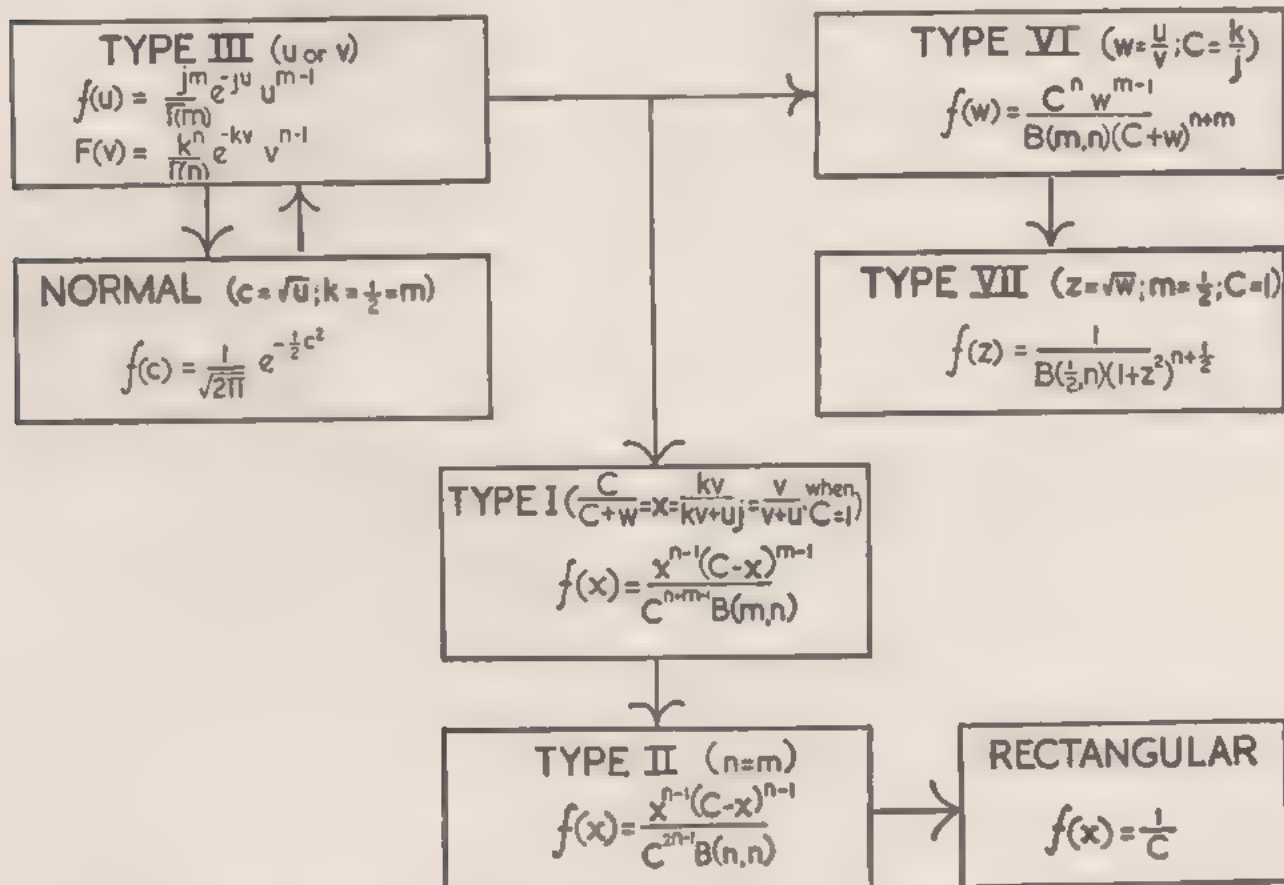 TYPE III (u or v)
f(u) = j^m/Γ(m) e^-ju u^m-1
F(v) = k^n/Γ(n) e^-kv v^n-1
TYPE VI (w=u/v; C=k/j)
f(w) = C^n w^m-1 / B(m,n)(C+w)^n+m
NORMAL (c=√u; k=½=m)
f(c) = 1/√2π e^-½c²
TYPE VII (z=√w; m=½; C=1)
f(z) = 1 / B(½,n)(1+z²)^n+½
TYPE I (C/C+w = x = kv/kv+uj = v/v+u, when C=1)
f(x) = x^n-1(C-x)^m-1 / C^n+m-1 B(m,n)
TYPE II (n=m)
f(x) = x^n-1(C-x)^n-1 / C^2n-1 B(n,n)
RECTANGULAR
f(x) = 1/C